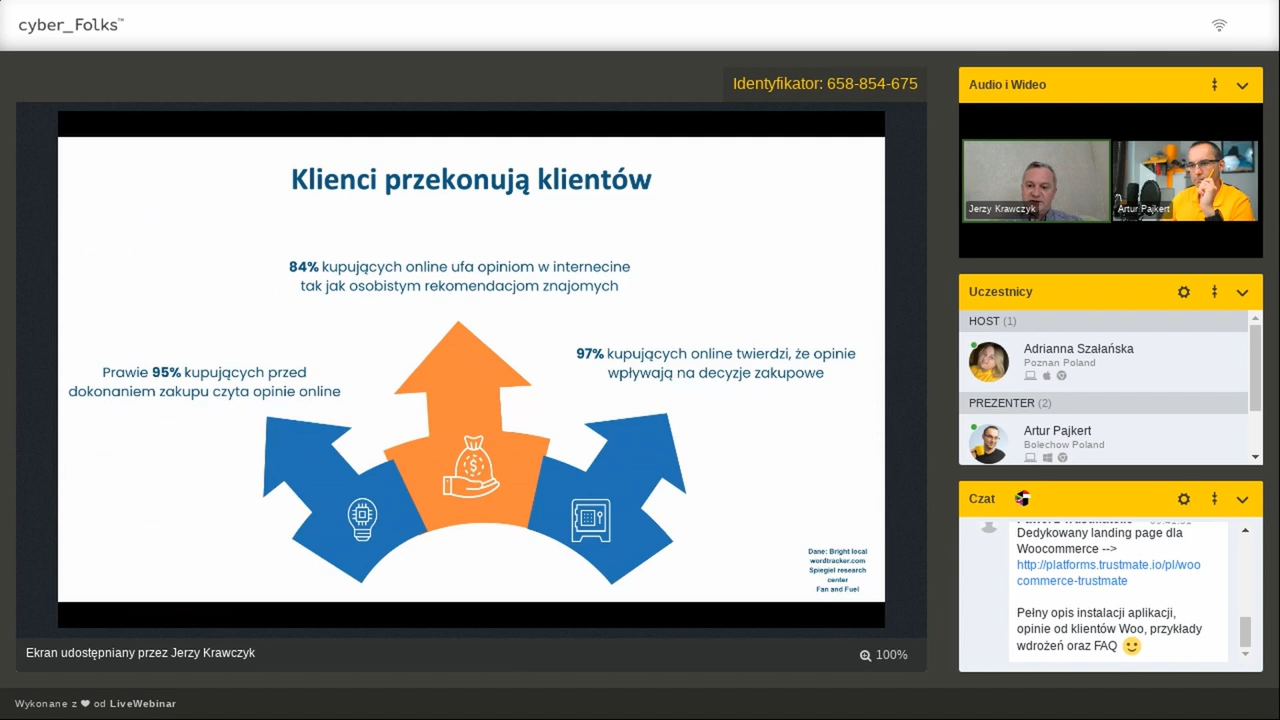 cyber_Folks™
Identyfikator: 658-854-675
Klienci przekonują klientów
84% kupujących online ufa opiniom w internecine
tak jak osobistym rekomendacjom znajomych
97% kupujących online twierdzi, że opinie
wpływają na decyzje zakupowe
Prawie 95% kupujących przed
dokonaniem zakupu czyta opinie online
Dane: Bright local
wordtracker.com
Spiegiel research
center
Fan and Fuel
Ekran udostępniany przez Jerzy Krawczyk
100%
Audio i Wideo
Jerzy Krawczyk
Artur Pajkert
Uczestnicy
HOST (1)
Adrianna Szałańska
Poznan Poland
PREZENTER (2)
Artur Pajkert
Bolechow Poland
Czat
Dedykowany landing page dla
Woocommerce -->
http://platforms.trustmate.io/pl/woo
commerce-trustmate
Pełny opis instalacji aplikacji,
opinie od klientów Woo, przykłady
wdrożeń oraz FAQ
Wykonane z ❤ od LiveWebinar